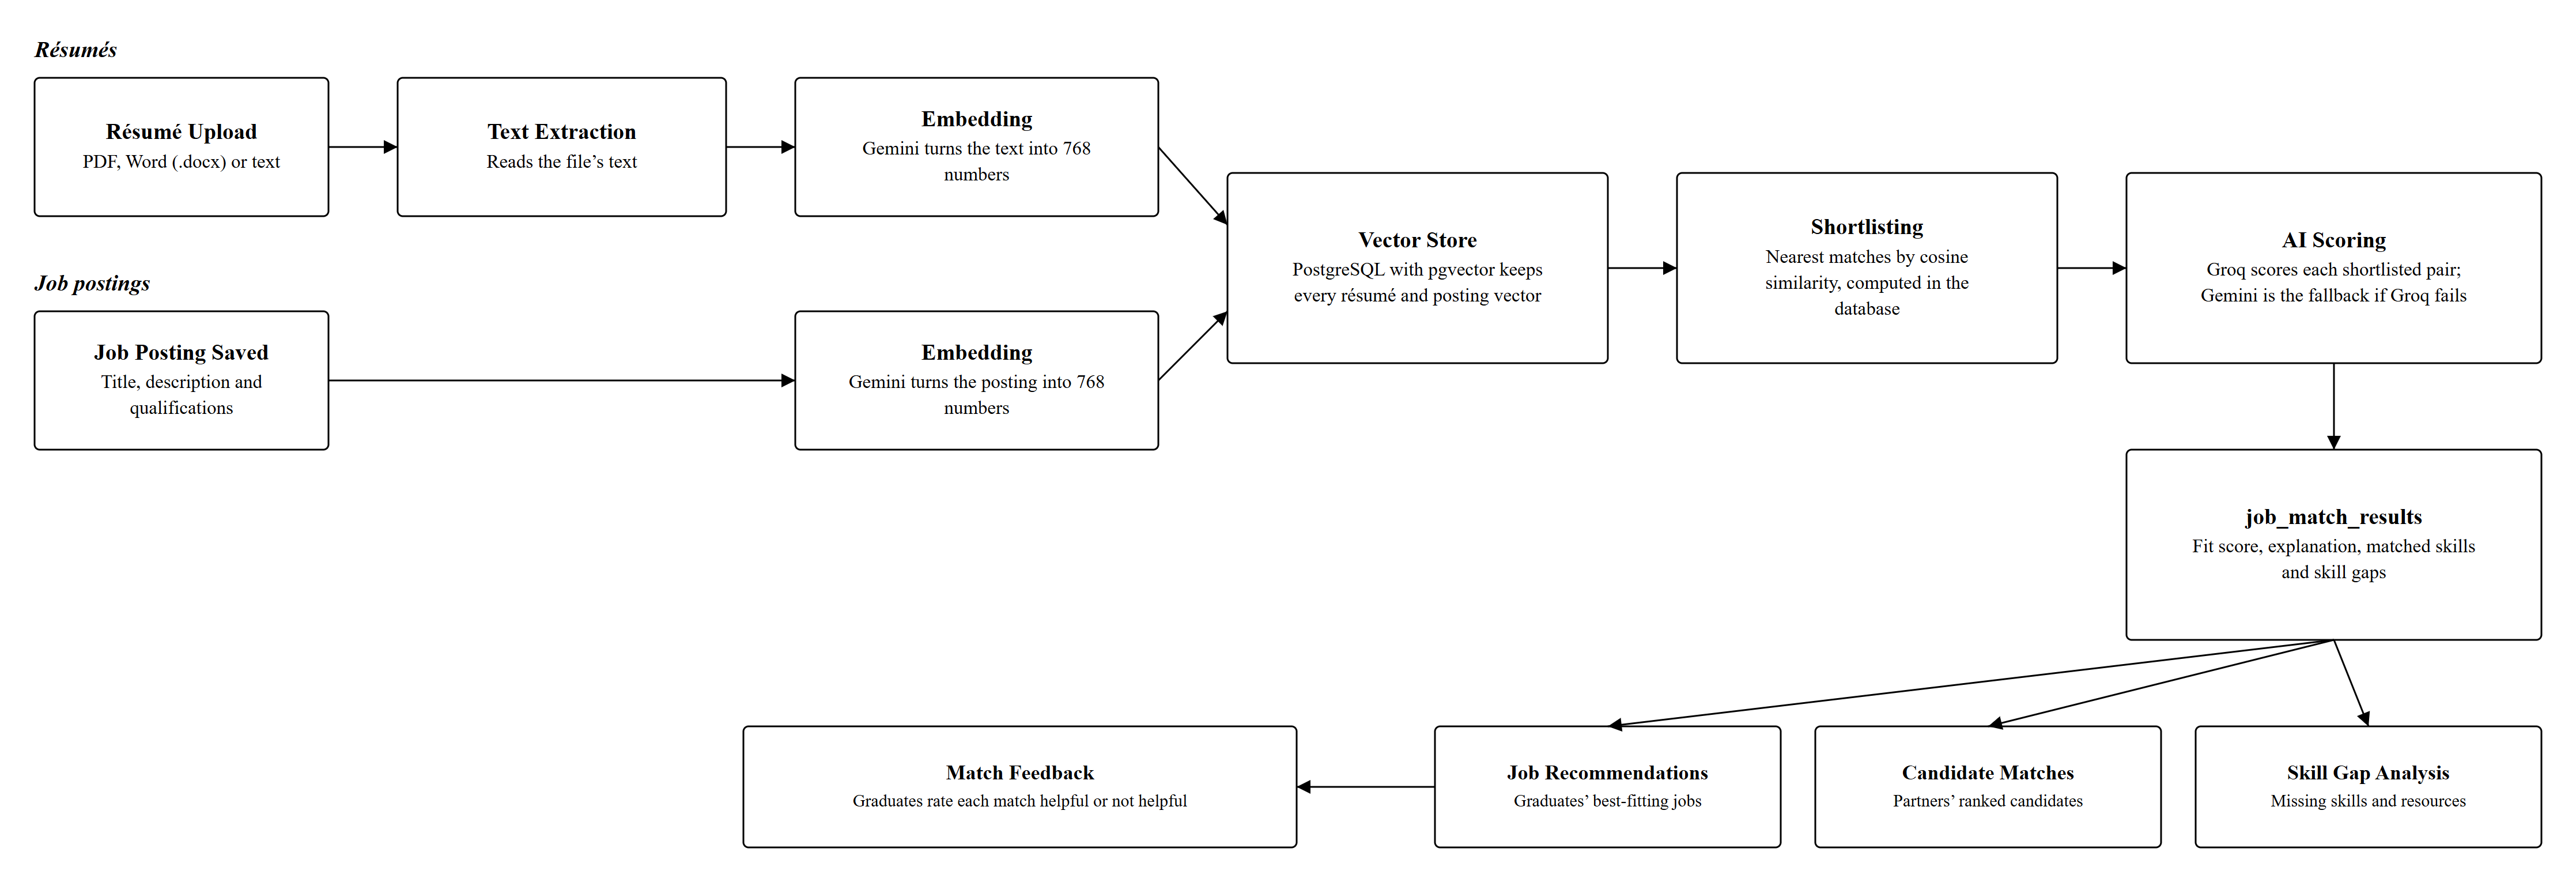 Résumés
Résumé Upload
PDF, Word (.docx) or text
Text Extraction
Reads the file’s text
Embedding
Gemini turns the text into 768
numbers
Job postings
Job Posting Saved
Title, description and
qualifications
Embedding
Gemini turns the posting into 768
numbers
Vector Store
PostgreSQL with pgvector keeps
every résumé and posting vector
Shortlisting
Nearest matches by cosine
similarity, computed in the
database
AI Scoring
Groq scores each shortlisted pair;
Gemini is the fallback if Groq fails
job_match_results
Fit score, explanation, matched skills
and skill gaps
Match Feedback
Graduates rate each match helpful or not helpful
Job Recommendations
Graduates’ best-fitting jobs
Candidate Matches
Partners’ ranked candidates
Skill Gap Analysis
Missing skills and resources